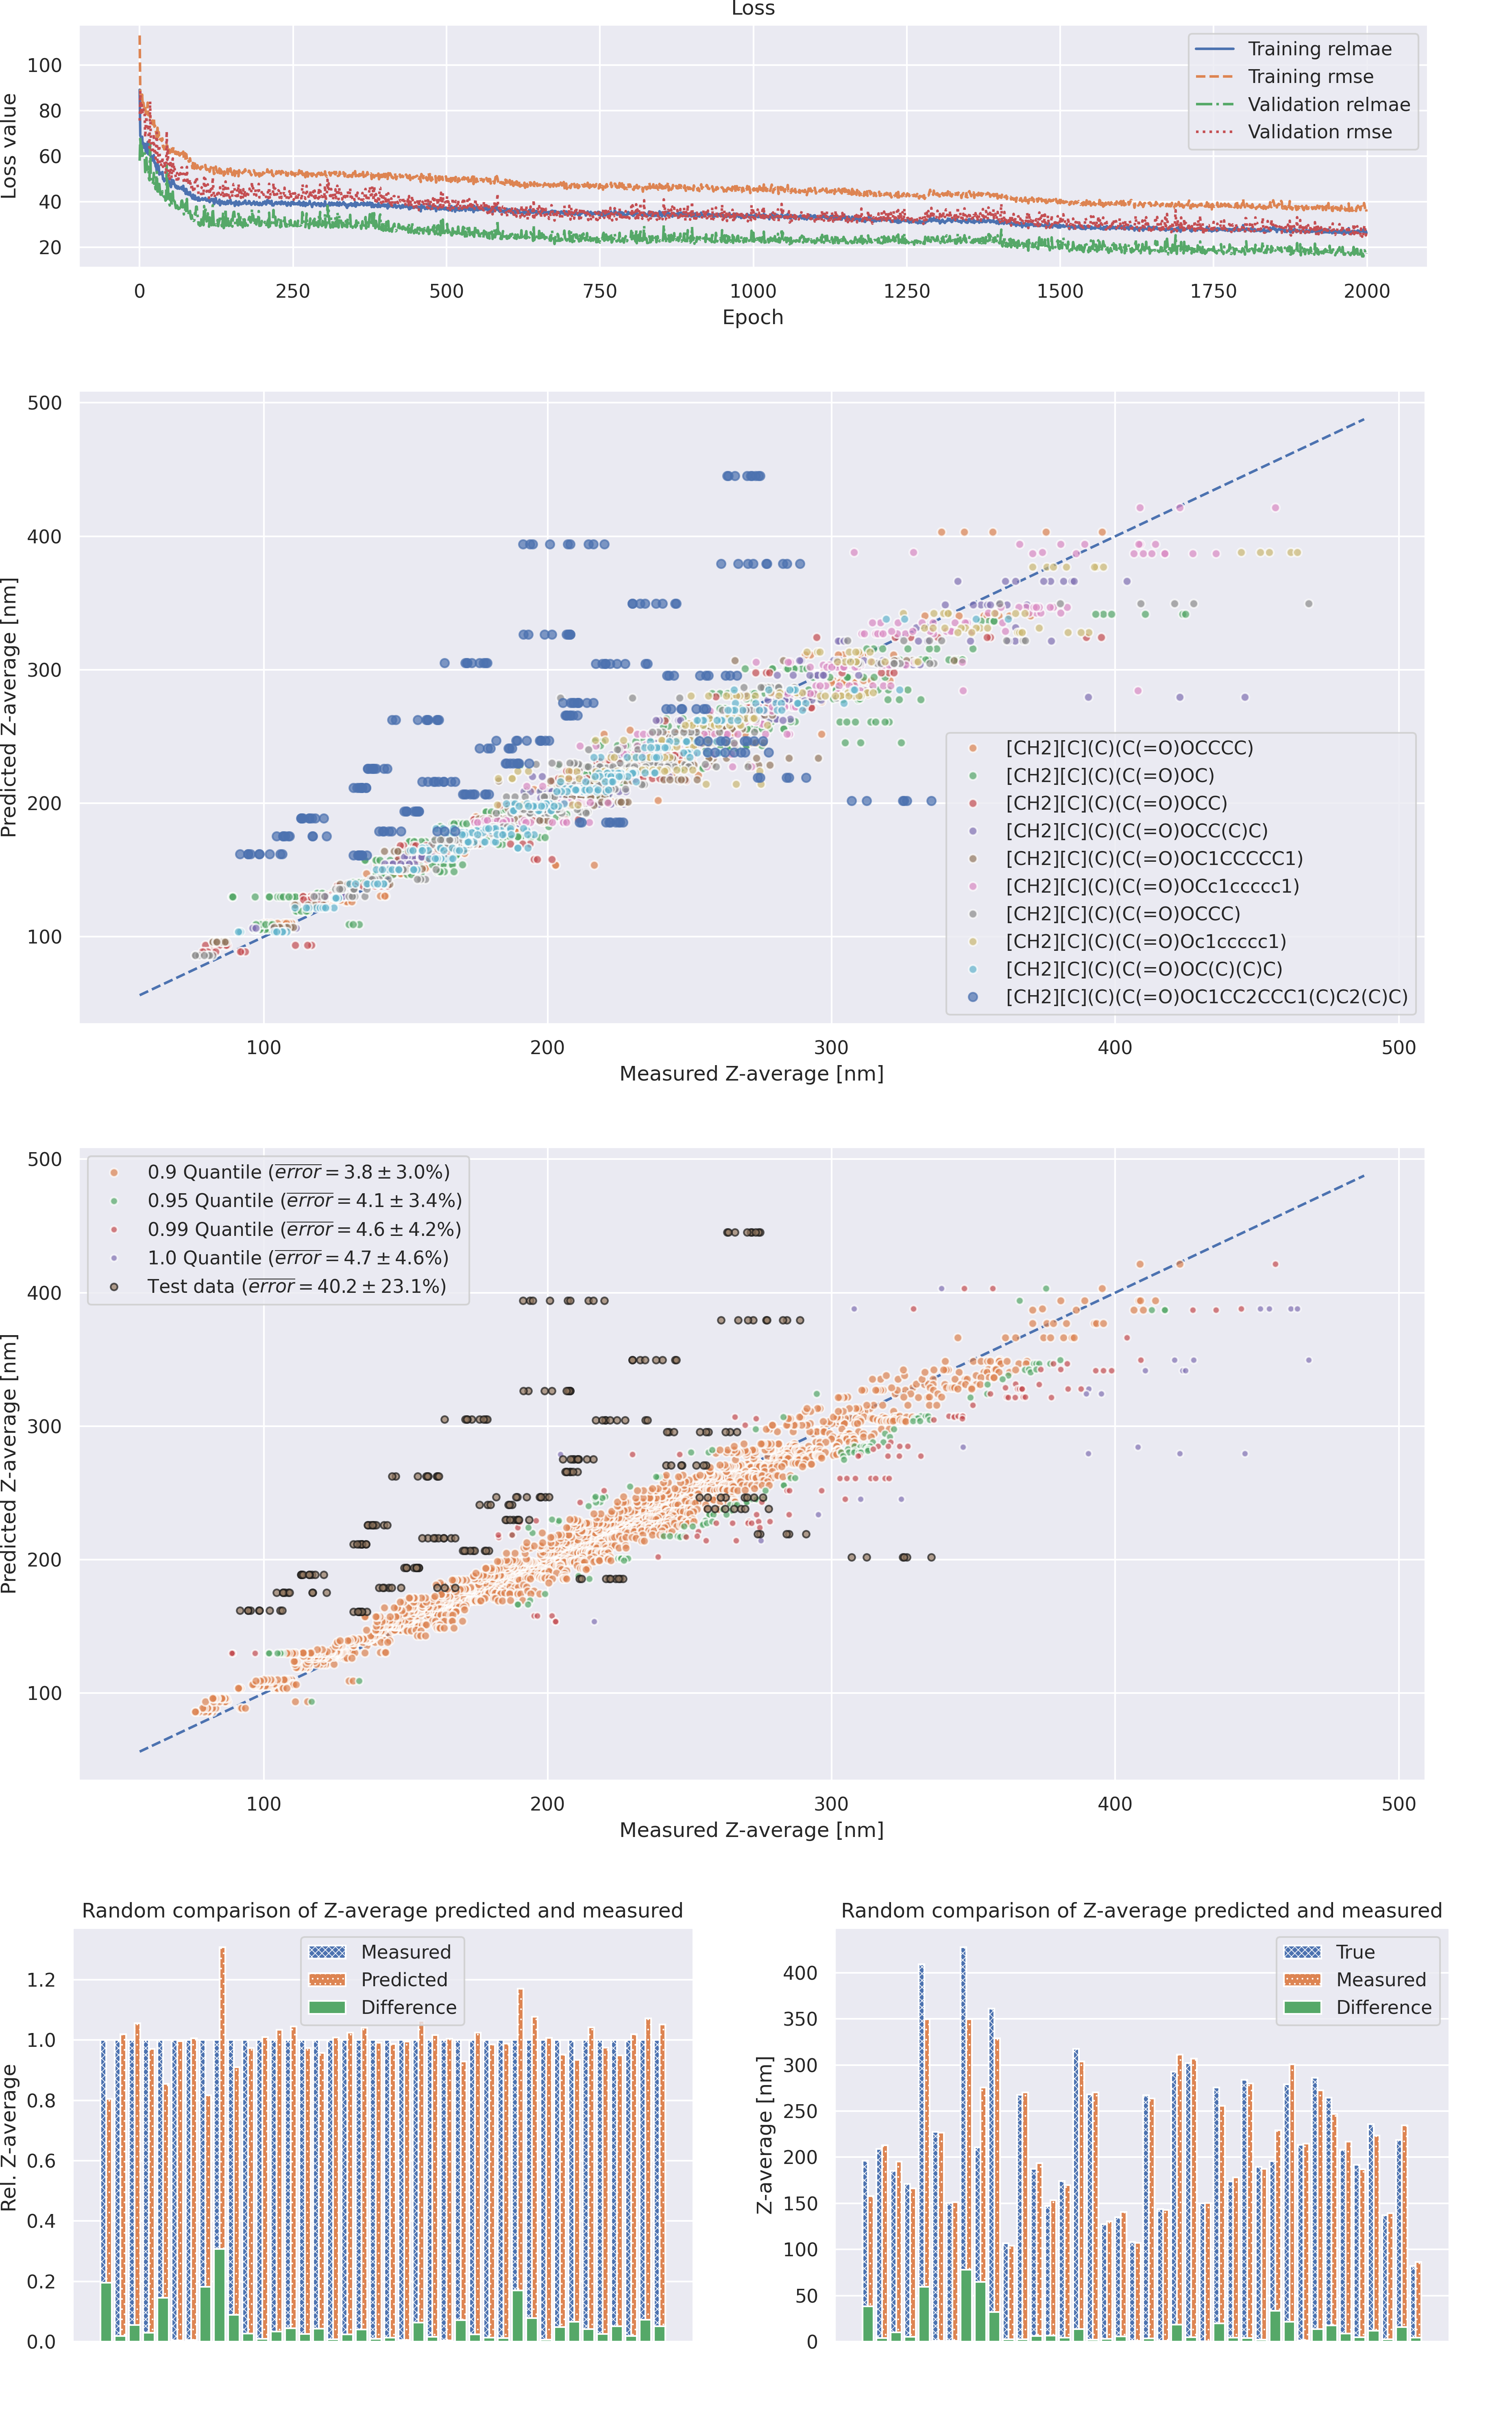 Loss
Loss value
100
80
60
40
20
Training relmae
Training rmse
Validation relmae
Validation rmse
0 250 500 750 1000 1250 1500 1750 2000
Epoch
Predicted Z-average [nm]
500
400
300
200
100
[CH2][C](C)(C(=O)OCCCC)
[CH2][C](C)(C(=O)OC)
[CH2][C](C)(C(=O)OCC)
[CH2][C](C)(C(=O)OCC(C)C)
[CH2][C](C)(C(=O)OC1CCCCC1)
[CH2][C](C)(C(=O)OCc1ccccc1)
[CH2][C](C)(C(=O)OCCC)
[CH2][C](C)(C(=O)Oc1ccccc1)
[CH2][C](C)(C(=O)OC(C)(C)C)
[CH2][C](C)(C(=O)OC1CC2CCC1(C)C2(C)C)
100 200 300 400 500
Measured Z-average [nm]
Predicted Z-average [nm]
500
400
300
200
100
0.9 Quantile (error = 3.8 ± 3.0%)
0.95 Quantile (error = 4.1 ± 3.4%)
0.99 Quantile (error = 4.6 ± 4.2%)
1.0 Quantile (error = 4.7 ± 4.6%)
Test data (error = 40.2 ± 23.1%)
100 200 300 400 500
Measured Z-average [nm]
Random comparison of Z-average predicted and measured
Rel. Z-average
1.2
1.0
0.8
0.6
0.4
0.2
0.0
Measured
Predicted
Difference
Random comparison of Z-average predicted and measured
Z-average [nm]
400
350
300
250
200
150
100
50
0
True
Measured
Difference